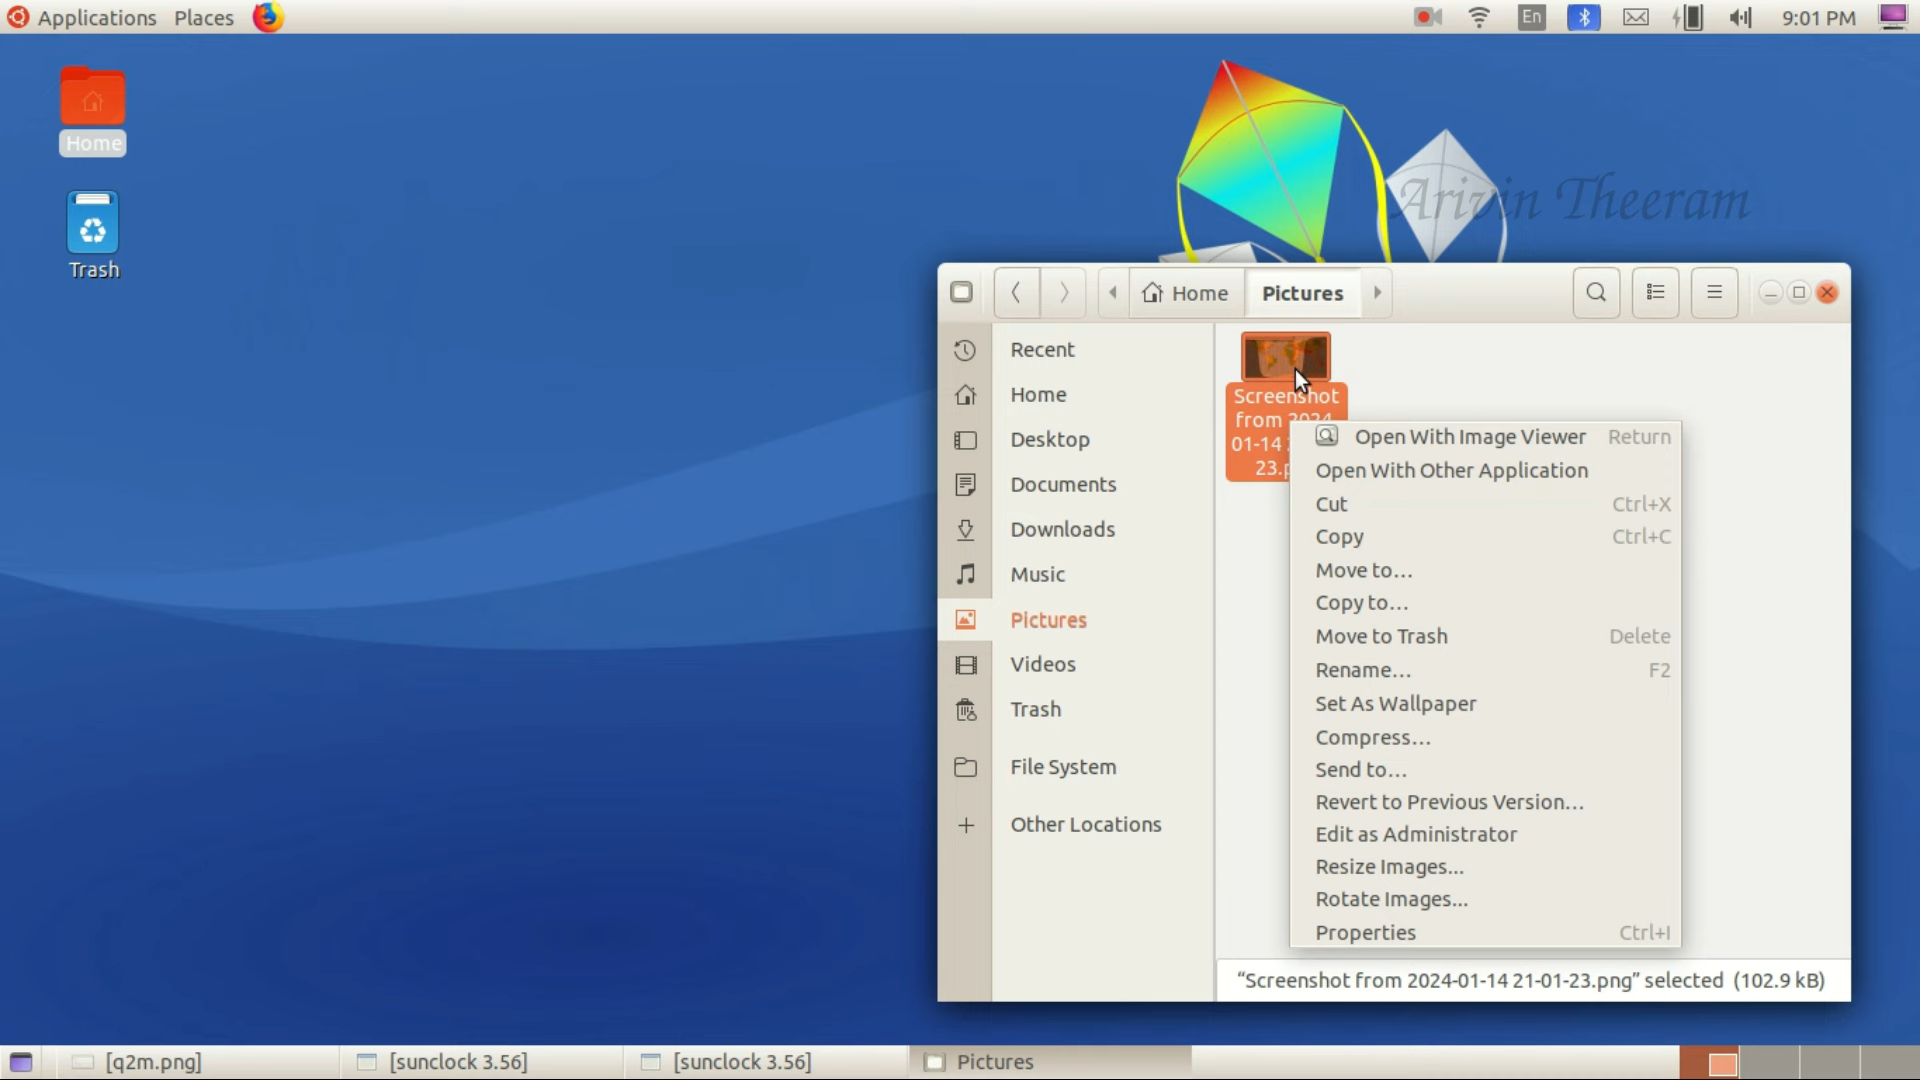 Applications Places En 9:01 PM
Home
Trash
Arivin Theeram
Home Pictures
Recent
Home
Desktop
Documents
Downloads
Music
Pictures
Videos
Trash
File System
Other Locations
Screenshot
from 2024-
01-14
23.p
Open With Image Viewer Return
Open With Other Application
Cut Ctrl+X
Copy Ctrl+C
Move to...
Copy to...
Move to Trash Delete
Rename... F2
Set As Wallpaper
Compress...
Send to...
Revert to Previous Version...
Edit as Administrator
Resize Images...
Rotate Images...
Properties Ctrl+I
“Screenshot from 2024-01-14 21-01-23.png” selected (102.9 kB)
[q2m.png] [sunclock 3.56] [sunclock 3.56] Pictures